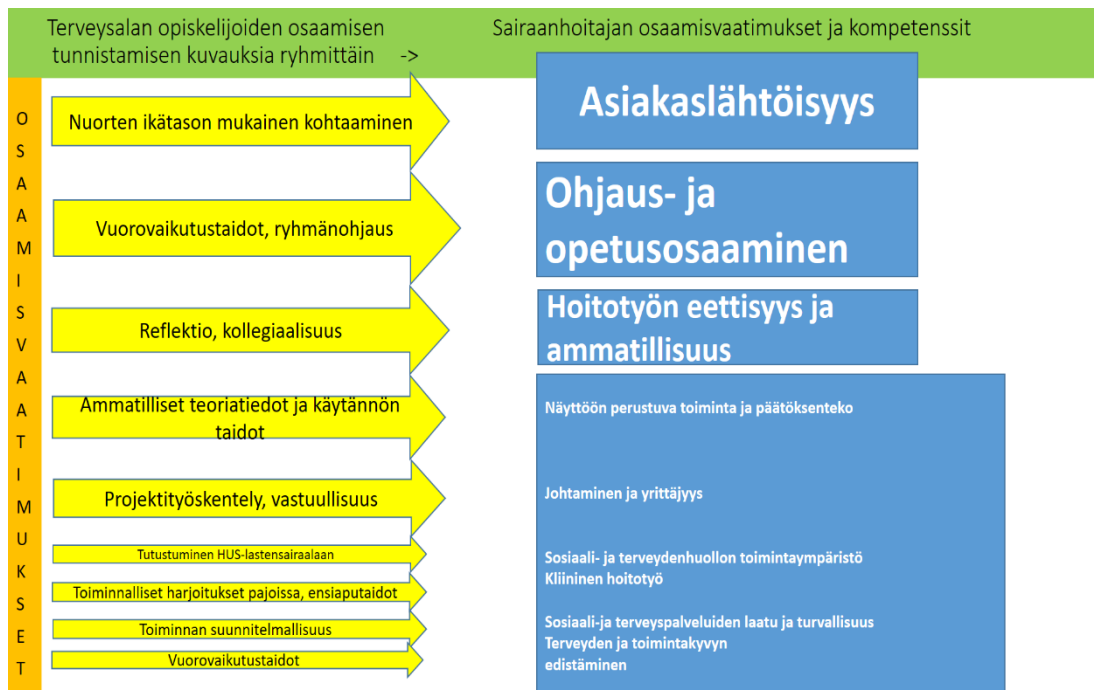 Terveysalan opiskelijoiden osaamisen
tunnistamisen kuvauksia ryhmittäin ->
Sairaanhoitajan osaamisvaatimukset ja kompetenssit
OSAAMISVAATIMUKSET
Nuorten ikätason mukainen kohtaaminen
Asiakaslähtöisyys
Vuorovaikutustaidot, ryhmänohjaus
Ohjaus- ja
opetusosaaminen
Reflektio, kollegiaalisuus
Hoitotyön eettisyys ja
ammatillisuus
Ammatilliset teoriatiedot ja käytännön
taidot
Näyttöön perustuva toiminta ja päätöksenteko
Projektityöskentely, vastuullisuus
Johtaminen ja yrittäjyys
Tutustuminen HUS-lastensairaalaan
Sosiaali- ja terveydenhuollon toimintaympäristö
Toiminnalliset harjoitukset pajoissa, ensiaputaidot
Kliininen hoitotyö
Toiminnan suunnitelmallisuus
Sosiaali-ja terveyspalveluiden laatu ja turvallisuus
Vuorovaikutustaidot
Terveyden ja toimintakyvyn
edistäminen